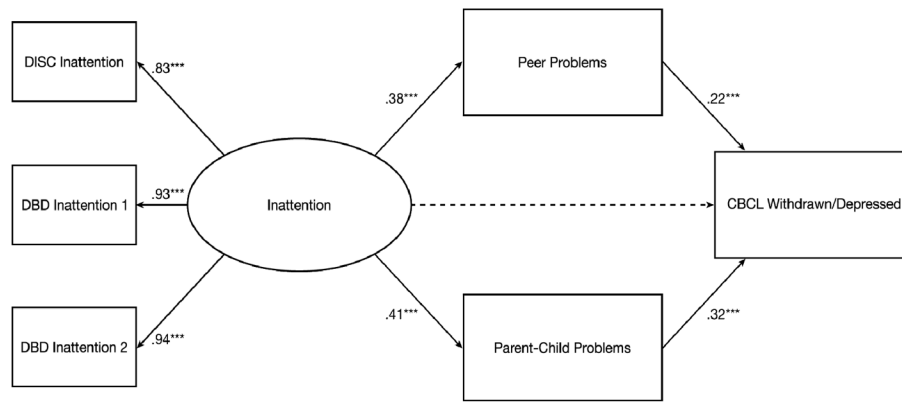 DISC Inattention
.83***
DBD Inattention 1
.93***
DBD Inattention 2
.94***
Inattention
.38***
Peer Problems
.22***
.41***
Parent-Child Problems
.32***
CBCL Withdrawn/Depressed